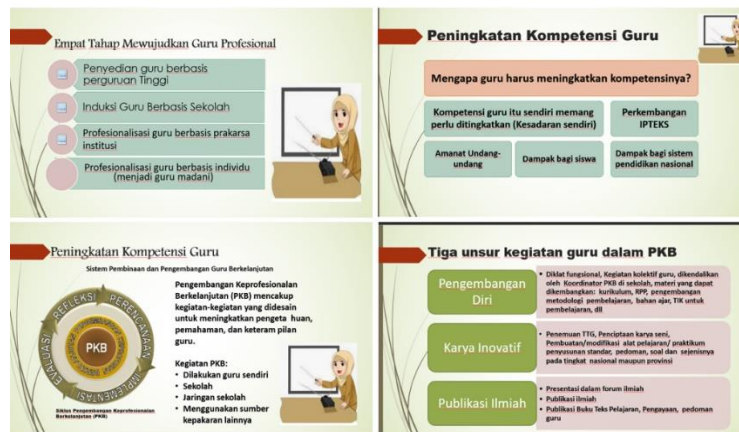 Empat Tahap Mewujudkan Guru Profesional
Penyedian guru berbasis
perguruan Tinggi
Induksi Guru Berbasis Sekolah
Profesionalisasi guru berbasis prakarsa
institusi
Profesionalisasi guru berbasis individu
(menjadi guru madani)
Peningkatan Kompetensi Guru
Mengapa guru harus meningkatkan kompetensinya?
Kompetensi guru itu sendiri memang
perlu ditingkatkan (Kesadaran sendiri)
Perkembangan
IPTEKS
Amanat Undang-
undang
Dampak bagi siswa
Dampak bagi sistem
pendidikan nasional
Peningkatan Kompetensi Guru
Sistem Pembinaan dan Pengembangan Guru Berkelanjutan
REFLEKSI
PERENCANAAN
IMPLEMENTASI
EVALUASI
PKB
Siklus Pengembangan Keprofesionalan
Berkelanjutan (PKB)
Pengembangan Keprofesionalan
Berkelanjutan (PKB) mencakup
kegiatan-kegiatan yang didesain
untuk meningkatkan pengeta huan,
pemahaman, dan keteram pilan
guru.
Kegiatan PKB:
• Dilakukan guru sendiri
• Sekolah
• Jaringan sekolah
• Menggunakan sumber
kepakaran lainnya
Tiga unsur kegiatan guru dalam PKB
Pengembangan
Diri
• Diklat fungsional, Kegiatan kolektif guru, dikendalikan
oleh Koordinator PKB di sekolah, materi yang dapat
dikembangkan: kurikulum, RPP, pengembangan
metodologi pembelajaran, bahan ajar, TIK untuk
pembelajaran, dll
Karya Inovatif
• Penemuan TTG, Penciptaan karya seni,
Pembuatan/modifikasi alat pelajaran/ praktikum
penyusunan standar, pedoman, soal dan sejenisnya
pada tingkat nasional maupun provinsi
Publikasi Ilmiah
• Presentasi dalam forum ilmiah
• Publikasi ilmiah
• Publikasi Buku Teks Pelajaran, Pengayaan, pedoman
guru